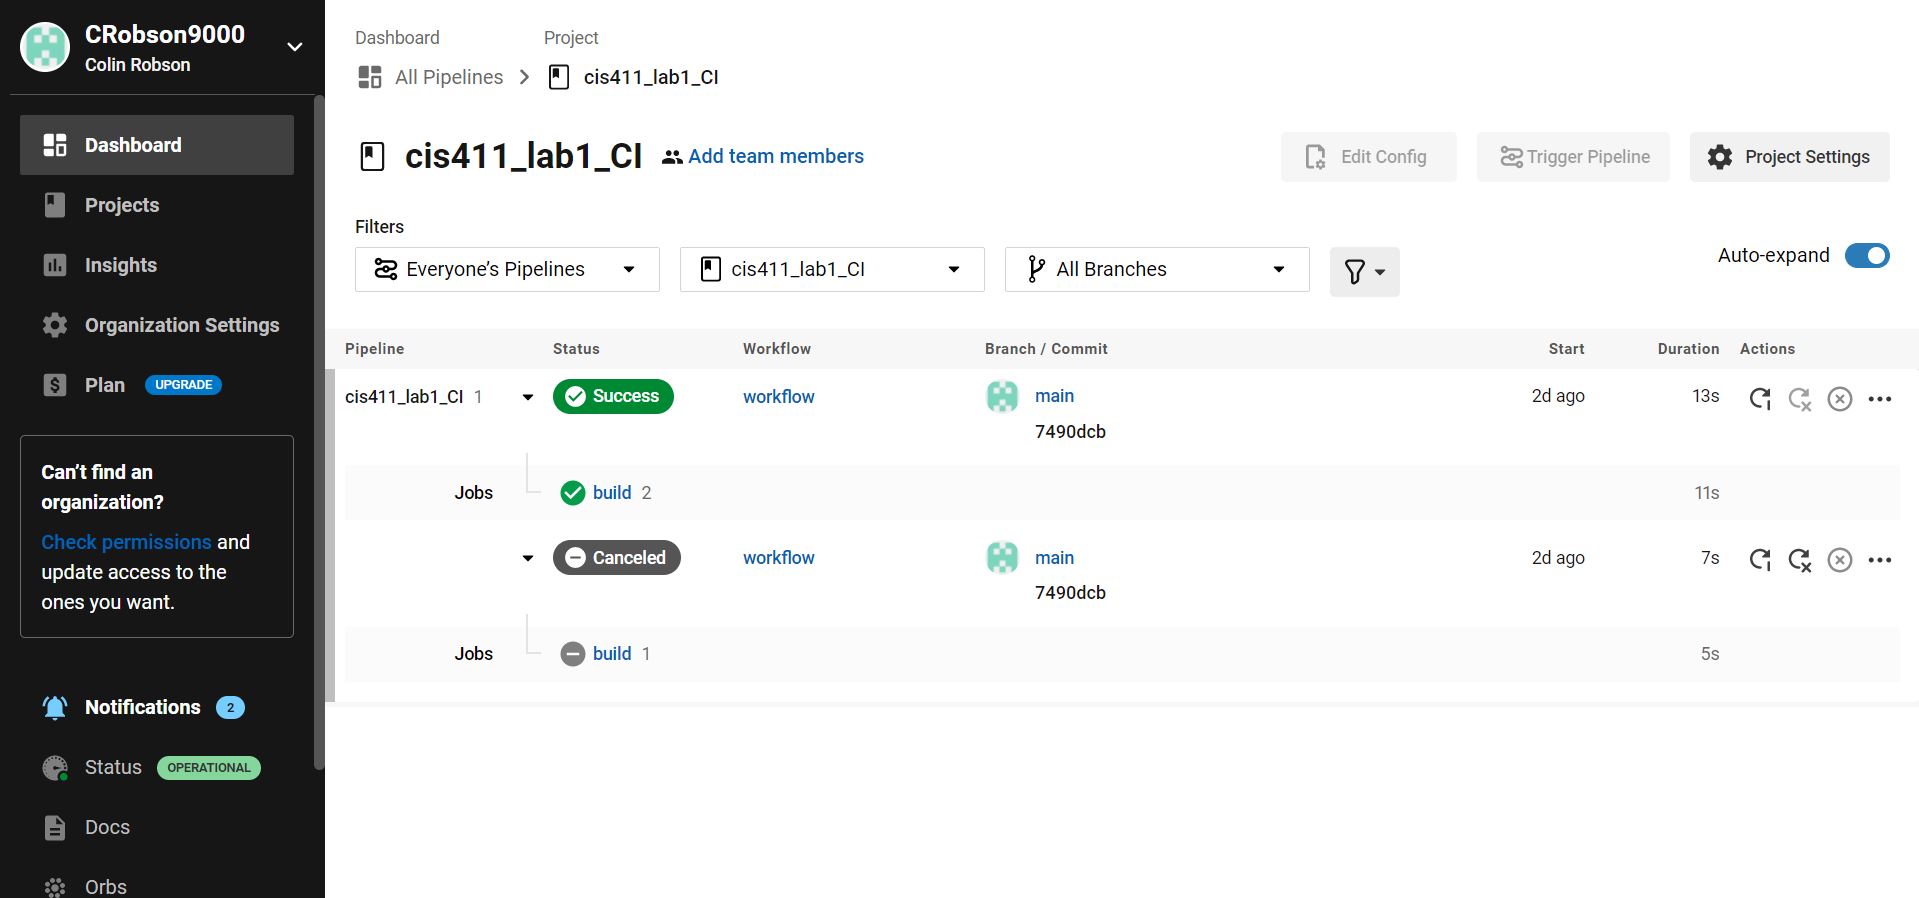 CRobson9000
Colin Robson
Dashboard
Projects
Insights
Organization Settings
Plan UPGRADE
Can’t find an
organization?
Check permissions and
update access to the
ones you want.
Notifications 2
Status OPERATIONAL
Docs
Orbs
Dashboard Project
All Pipelines cis411_lab1_CI
cis411_lab1_CI Add team members Edit Config Trigger Pipeline Project Settings
Filters
Everyone’s Pipelines cis411_lab1_CI All Branches Auto-expand
Pipeline Status Workflow Branch / Commit Start Duration Actions
cis411_lab1_CI 1 Success workflow main 2d ago 13s
7490dcb
Jobs build 2 11s
Canceled workflow main 2d ago 7s
7490dcb
Jobs build 1 5s